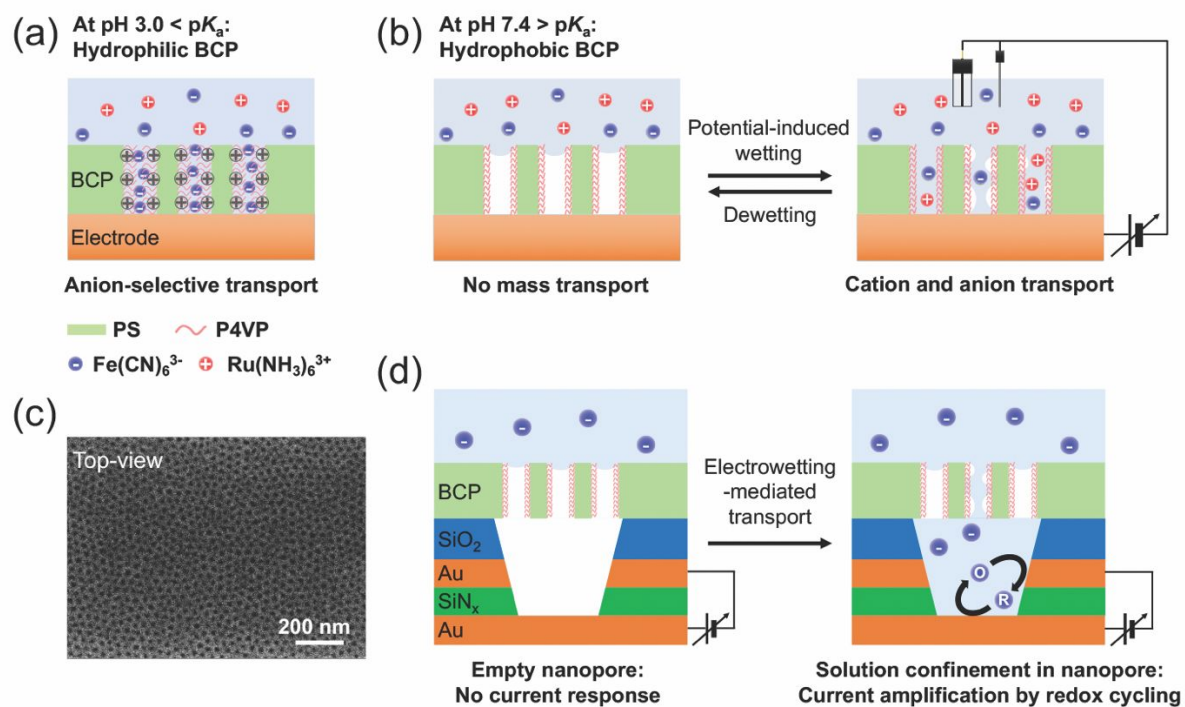 (a)
At pH 3.0 < pKa:
Hydrophilic BCP
BCP
Electrode
Anion-selective transport
PS
P4VP
Fe(CN)₆³⁻
Ru(NH₃)₆³⁺
(b)
At pH 7.4 > pKa:
Hydrophobic BCP
No mass transport
Potential-induced
wetting
Dewetting
Cation and anion transport
(c)
Top-view
200 nm
(d)
BCP
SiO₂
Au
SiNₓ
Au
Empty nanopore:
No current response
Electrowetting
-mediated
transport
O
R
Solution confinement in nanopore:
Current amplification by redox cycling